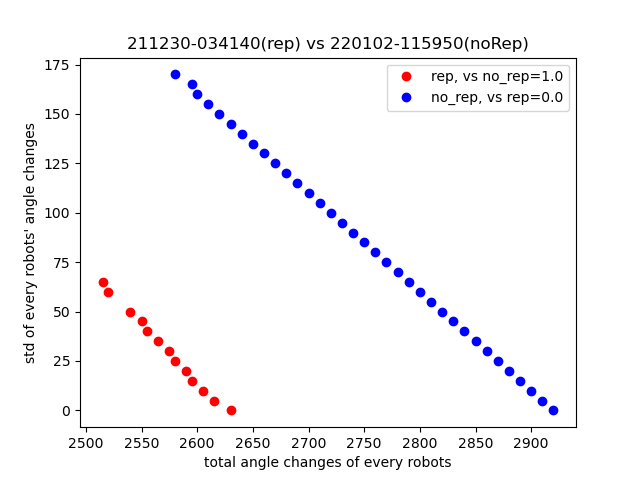 211230-034140(rep) vs 220102-115950(noRep)
rep, vs no_rep=1.0
no_rep, vs rep=0.0
std of every robots' angle changes
175
150
125
100
75
50
25
0
2500 2550 2600 2650 2700 2750 2800 2850 2900
total angle changes of every robots